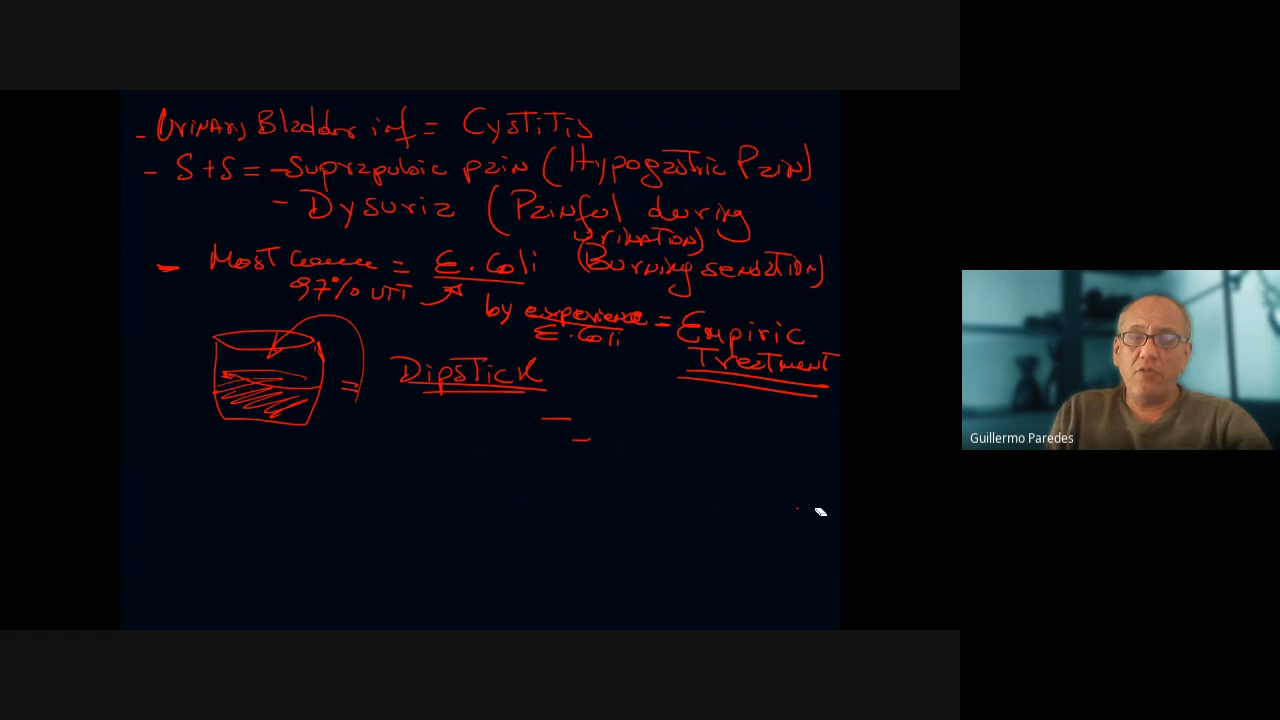 - Urinary Bladder inf = Cystitis
- S+S = - Suprapubic pain (Hypogastric Pain)
- Dysuria (Painful during
urination)
- Most = E. Coli (Burning sensation)
97% UTI
by experience = Empiric
E. Coli Treatment
= Dipstick
-
-
Guillermo Paredes